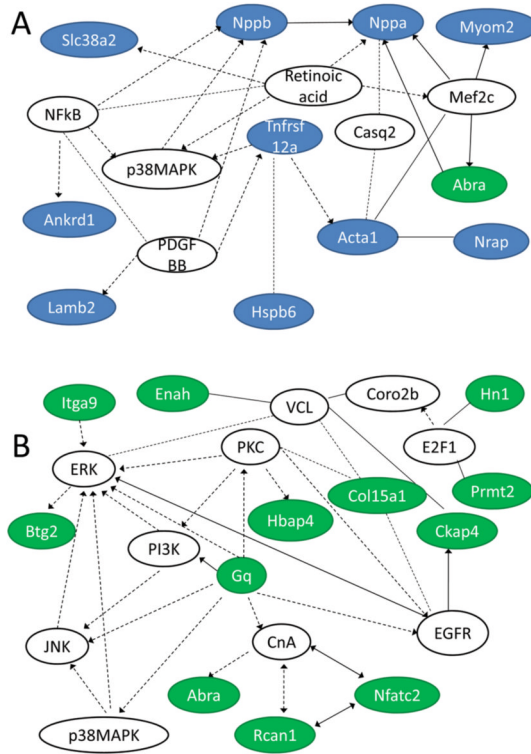 A
Nppb
Nppa
Myom2
Slc38a2
Retinoic
acid
Mef2c
NFkB
Tnfrsf
12a
Casq2
p38MAPK
Abra
Ankrd1
PDGF
BB
Acta1
Nrap
Lamb2
Hspb6
B
Itga9
Enah
VCL
Coro2b
Hn1
ERK
PKC
E2F1
Col15a1
Prmt2
Btg2
Hbap4
Ckap4
PI3K
Gq
JNK
CnA
EGFR
Abra
Nfatc2
p38MAPK
Rcan1